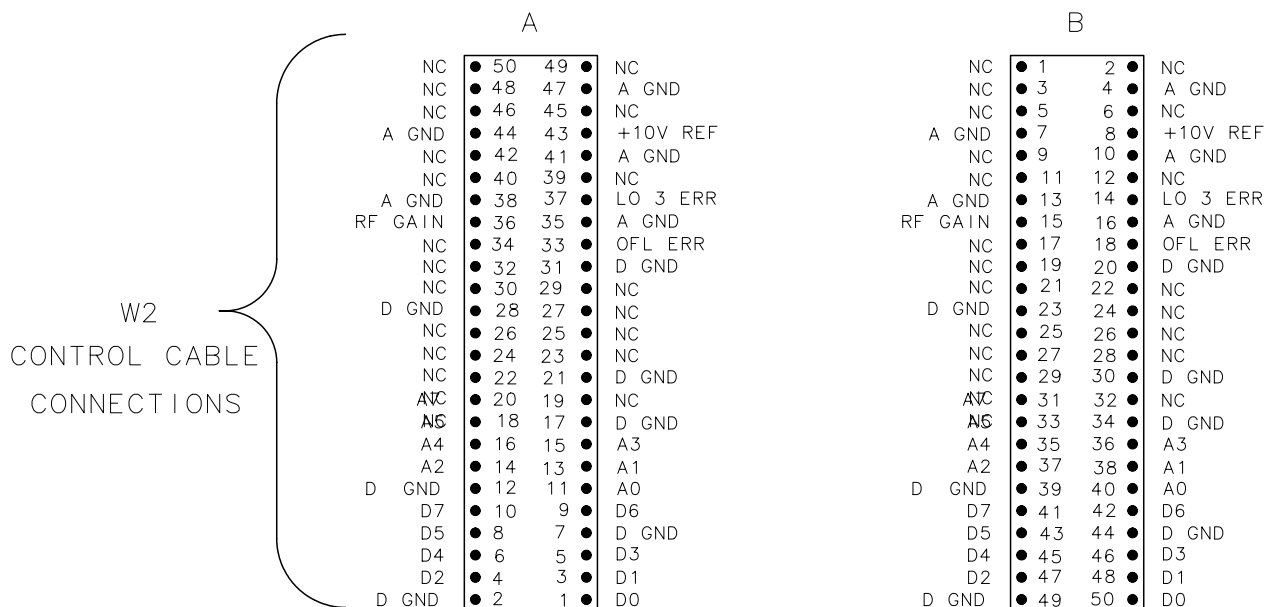 A B
NC 50 49 NC NC 1 2 NC
NC 48 47 A GND NC 3 4 A GND
NC 46 45 NC NC 5 6 NC
A GND 44 43 +10V REF A GND 7 8 +10V REF
NC 42 41 A GND NC 9 10 A GND
NC 40 39 NC NC 11 12 NC
A GND 38 37 LO 3 ERR A GND 13 14 LO 3 ERR
RF GAIN 36 35 A GND RF GAIN 15 16 A GND
NC 34 33 OFL ERR NC 17 18 OFL ERR
NC 32 31 D GND NC 19 20 D GND
NC 30 29 NC NC 21 22 NC
D GND 28 27 NC D GND 23 24 NC
NC 26 25 NC NC 25 26 NC
NC 24 23 NC NC 27 28 NC
NC 22 21 D GND NC 29 30 D GND
A7 NC 20 19 NC A7 NC 31 32 NC
A5 NC 18 17 D GND A5 NC 33 34 D GND
A4 16 15 A3 A4 35 36 A3
A2 14 13 A1 A2 37 38 A1
D GND 12 11 A0 D GND 39 40 A0
D7 10 9 D6 D7 41 42 D6
D5 8 7 D GND D5 43 44 D GND
D4 6 5 D3 D4 45 46 D3
D2 4 3 D1 D2 47 48 D1
D GND 2 1 D0 D GND 49 50 D0
W2
CONTROL CABLE
CONNECTIONS